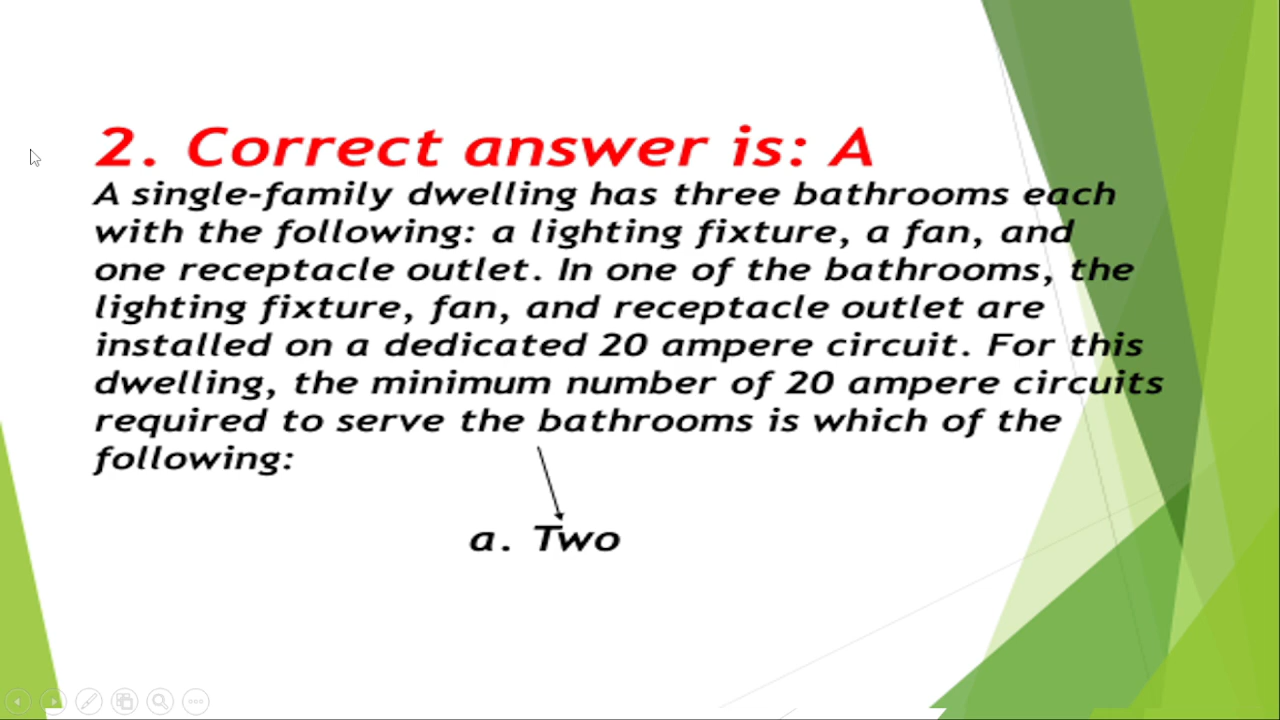 2. Correct answer is: A
A single-family dwelling has three bathrooms each
with the following: a lighting fixture, a fan, and
one receptacle outlet. In one of the bathrooms, the
lighting fixture, fan, and receptacle outlet are
installed on a dedicated 20 ampere circuit. For this
dwelling, the minimum number of 20 ampere circuits
required to serve the bathrooms is which of the
following:
a. Two